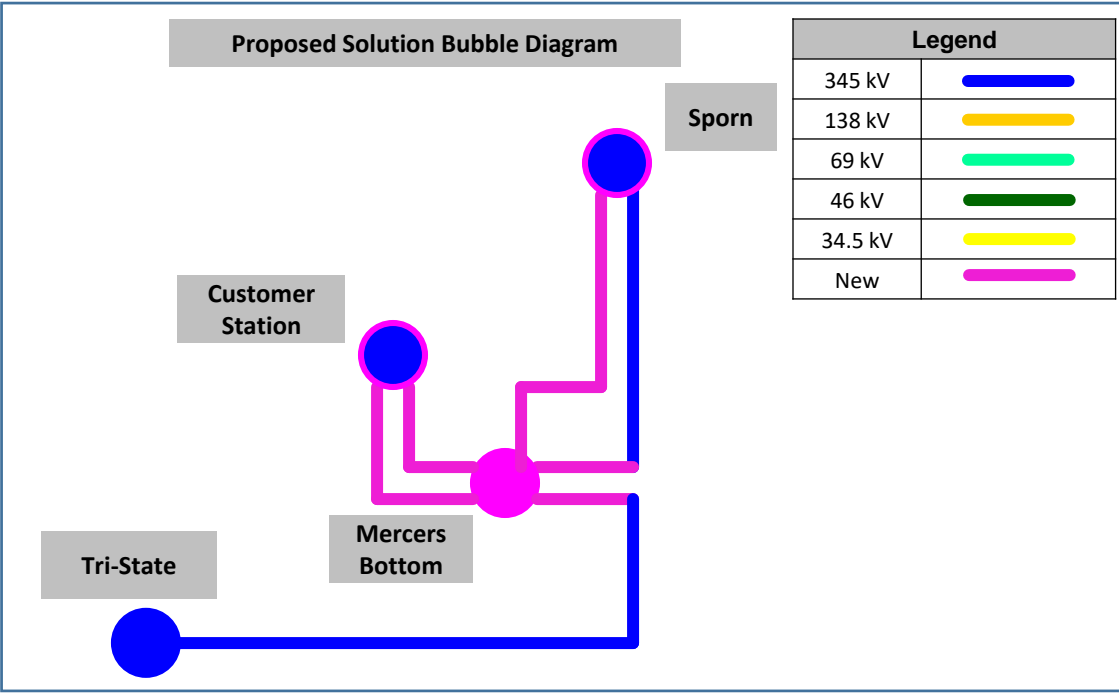 Proposed Solution Bubble Diagram
Legend
345 kV
138 kV
69 kV
46 kV
34.5 kV
New
Sporn
Customer
Station
Mercers
Bottom
Tri-State